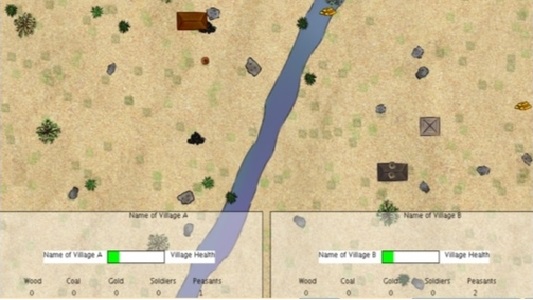 Name of Village A
Name of Village A Village Health
Wood Coal Gold Soldiers Peasants
0 0 0 0 1
Name of Village B
Name of Village B Village Health
Wood Coal Gold Soldiers Peasants
0 0 0 0 2